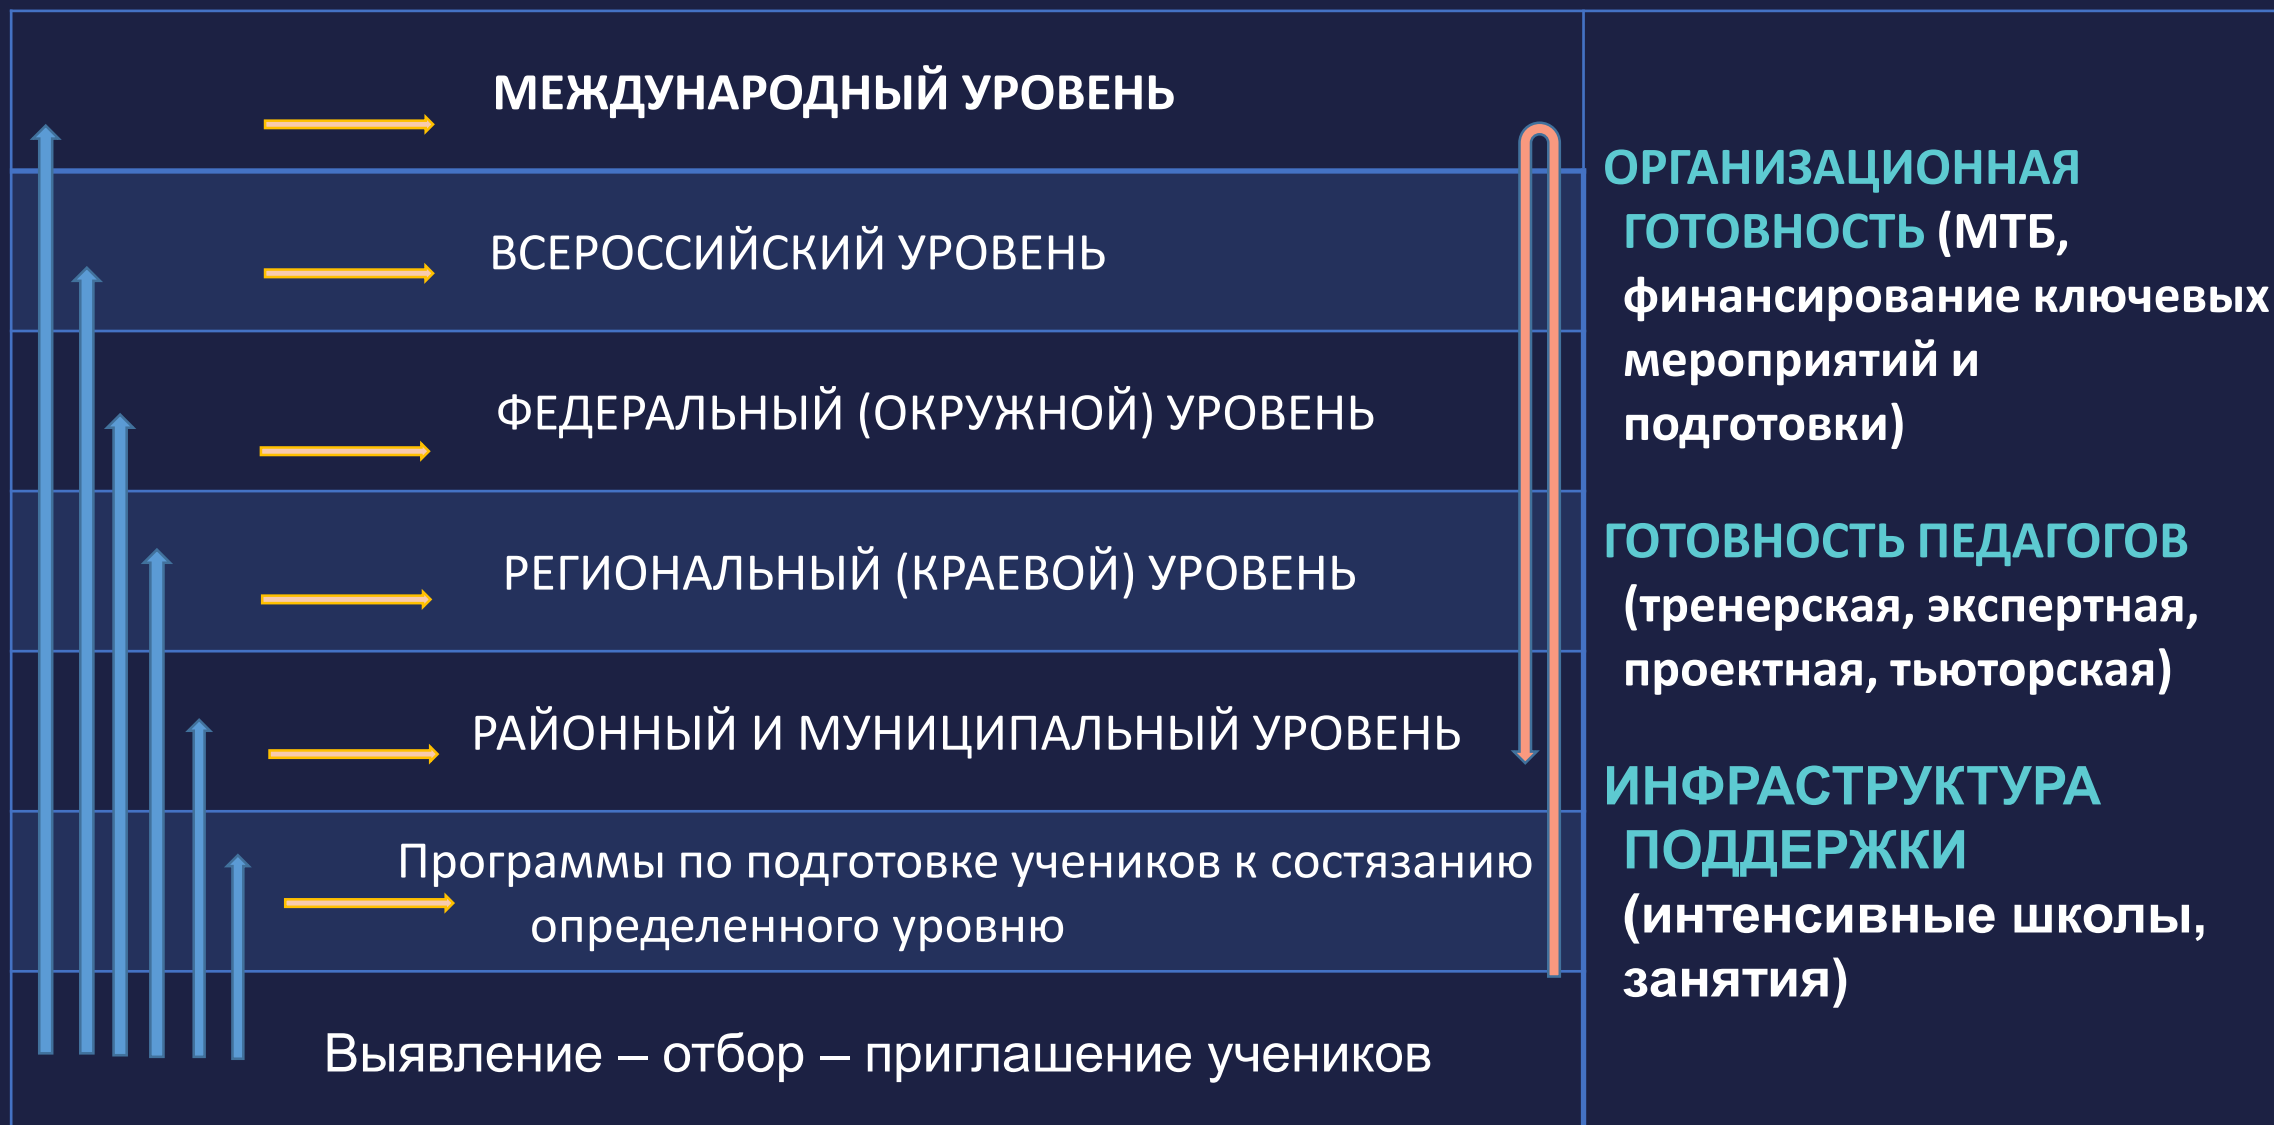 МЕЖДУНАРОДНЫЙ УРОВЕНЬ
ВСЕРОССИЙСКИЙ УРОВЕНЬ
ФЕДЕРАЛЬНЫЙ (ОКРУЖНОЙ) УРОВЕНЬ
РЕГИОНАЛЬНЫЙ (КРАЕВОЙ) УРОВЕНЬ
РАЙОННЫЙ И МУНИЦИПАЛЬНЫЙ УРОВЕНЬ
Программы по подготовке учеников к состязанию
определенного уровню
Выявление – отбор – приглашение учеников
ОРГАНИЗАЦИОННАЯ
ГОТОВНОСТЬ (МТБ,
финансирование ключевых
мероприятий и
подготовки)
ГОТОВНОСТЬ ПЕДАГОГОВ
(тренерская, экспертная,
проектная, тьюторская)
ИНФРАСТРУКТУРА
ПОДДЕРЖКИ
(интенсивные школы,
занятия)